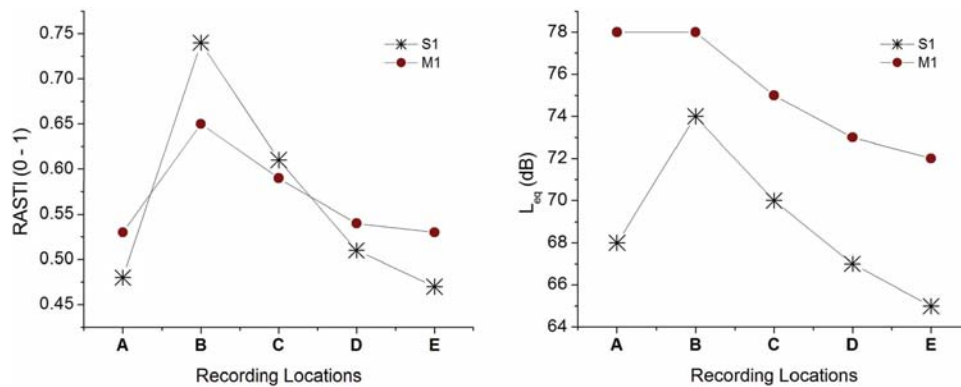 RASTI (0 - 1)
0.75
0.70
0.65
0.60
0.55
0.50
0.45
S1
M1
A B C D E
Recording Locations
Leq (dB)
78
76
74
72
70
68
66
64
S1
M1
A B C D E
Recording Locations